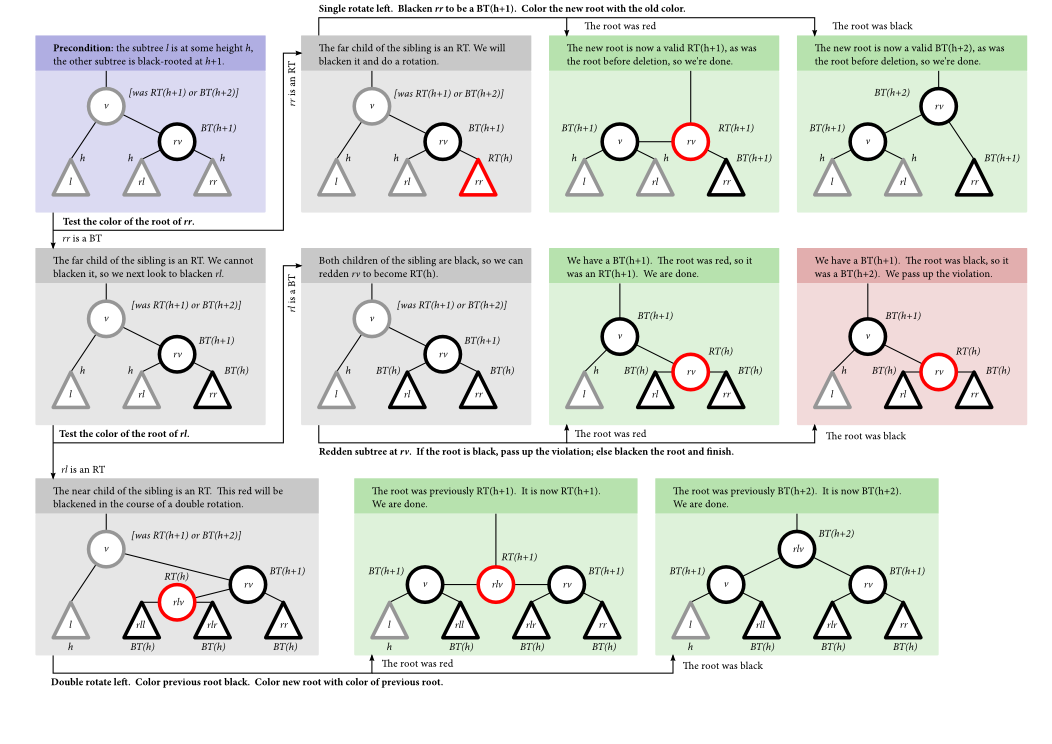 Single rotate left. Blacken rr to be a BT(h+1). Color the new root with the old color.
The root was red
The root was black
Precondition: the subtree l is at some height h,
the other subtree is black-rooted at h+1.
[was RT(h+1) or BT(h+2)]
v
BT(h+1)
rv
h
h
h
l
rl
rr
Test the color of the root of rr.
rr is an RT
rr is a BT
The far child of the sibling is an RT. We will
blacken it and do a rotation.
[was RT(h+1) or BT(h+2)]
v
BT(h+1)
rv
h
h
RT(h)
l
rl
rr
The new root is now a valid RT(h+1), as was
the root before deletion, so we're done.
BT(h+1)
RT(h+1)
v
rv
h
h
BT(h+1)
l
rl
rr
The new root is now a valid BT(h+2), as was
the root before deletion, so we're done.
BT(h+2)
rv
BT(h+1)
v
h
h
BT(h+1)
l
rl
rr
The far child of the sibling is an RT. We cannot
blacken it, so we next look to blacken rl.
[was RT(h+1) or BT(h+2)]
v
BT(h+1)
rv
h
h
BT(h)
l
rl
rr
Test the color of the root of rl.
rl is a BT
rl is an RT
Both children of the sibling are black, so we can
redden rv to become RT(h).
[was RT(h+1) or BT(h+2)]
v
BT(h+1)
rv
h
BT(h)
BT(h)
l
rl
rr
We have a BT(h+1). The root was red, so it
was an RT(h+1). We are done.
BT(h+1)
v
RT(h)
rv
h
BT(h)
BT(h)
l
rl
rr
We have a BT(h+1). The root was black, so it
was a BT(h+2). We pass up the violation.
BT(h+1)
v
RT(h)
rv
h
BT(h)
BT(h)
l
rl
rr
The root was red
The root was black
Redden subtree at rv. If the root is black, pass up the violation; else blacken the root and finish.
The near child of the sibling is an RT. This red will be
blackened in the course of a double rotation.
[was RT(h+1) or BT(h+2)]
v
RT(h)
BT(h+1)
rv
rlv
l
rll
rlr
rr
h
BT(h)
BT(h)
BT(h)
The root was previously RT(h+1). It is now RT(h+1).
We are done.
RT(h+1)
BT(h+1)
BT(h+1)
v
rlv
rv
l
rll
rlr
rr
h
BT(h)
BT(h)
BT(h)
The root was previously BT(h+2). It is now BT(h+2).
We are done.
BT(h+2)
rlv
BT(h+1)
BT(h+1)
v
rv
l
rll
rlr
rr
h
BT(h)
BT(h)
BT(h)
The root was red
The root was black
Double rotate left. Color previous root black. Color new root with color of previous root.